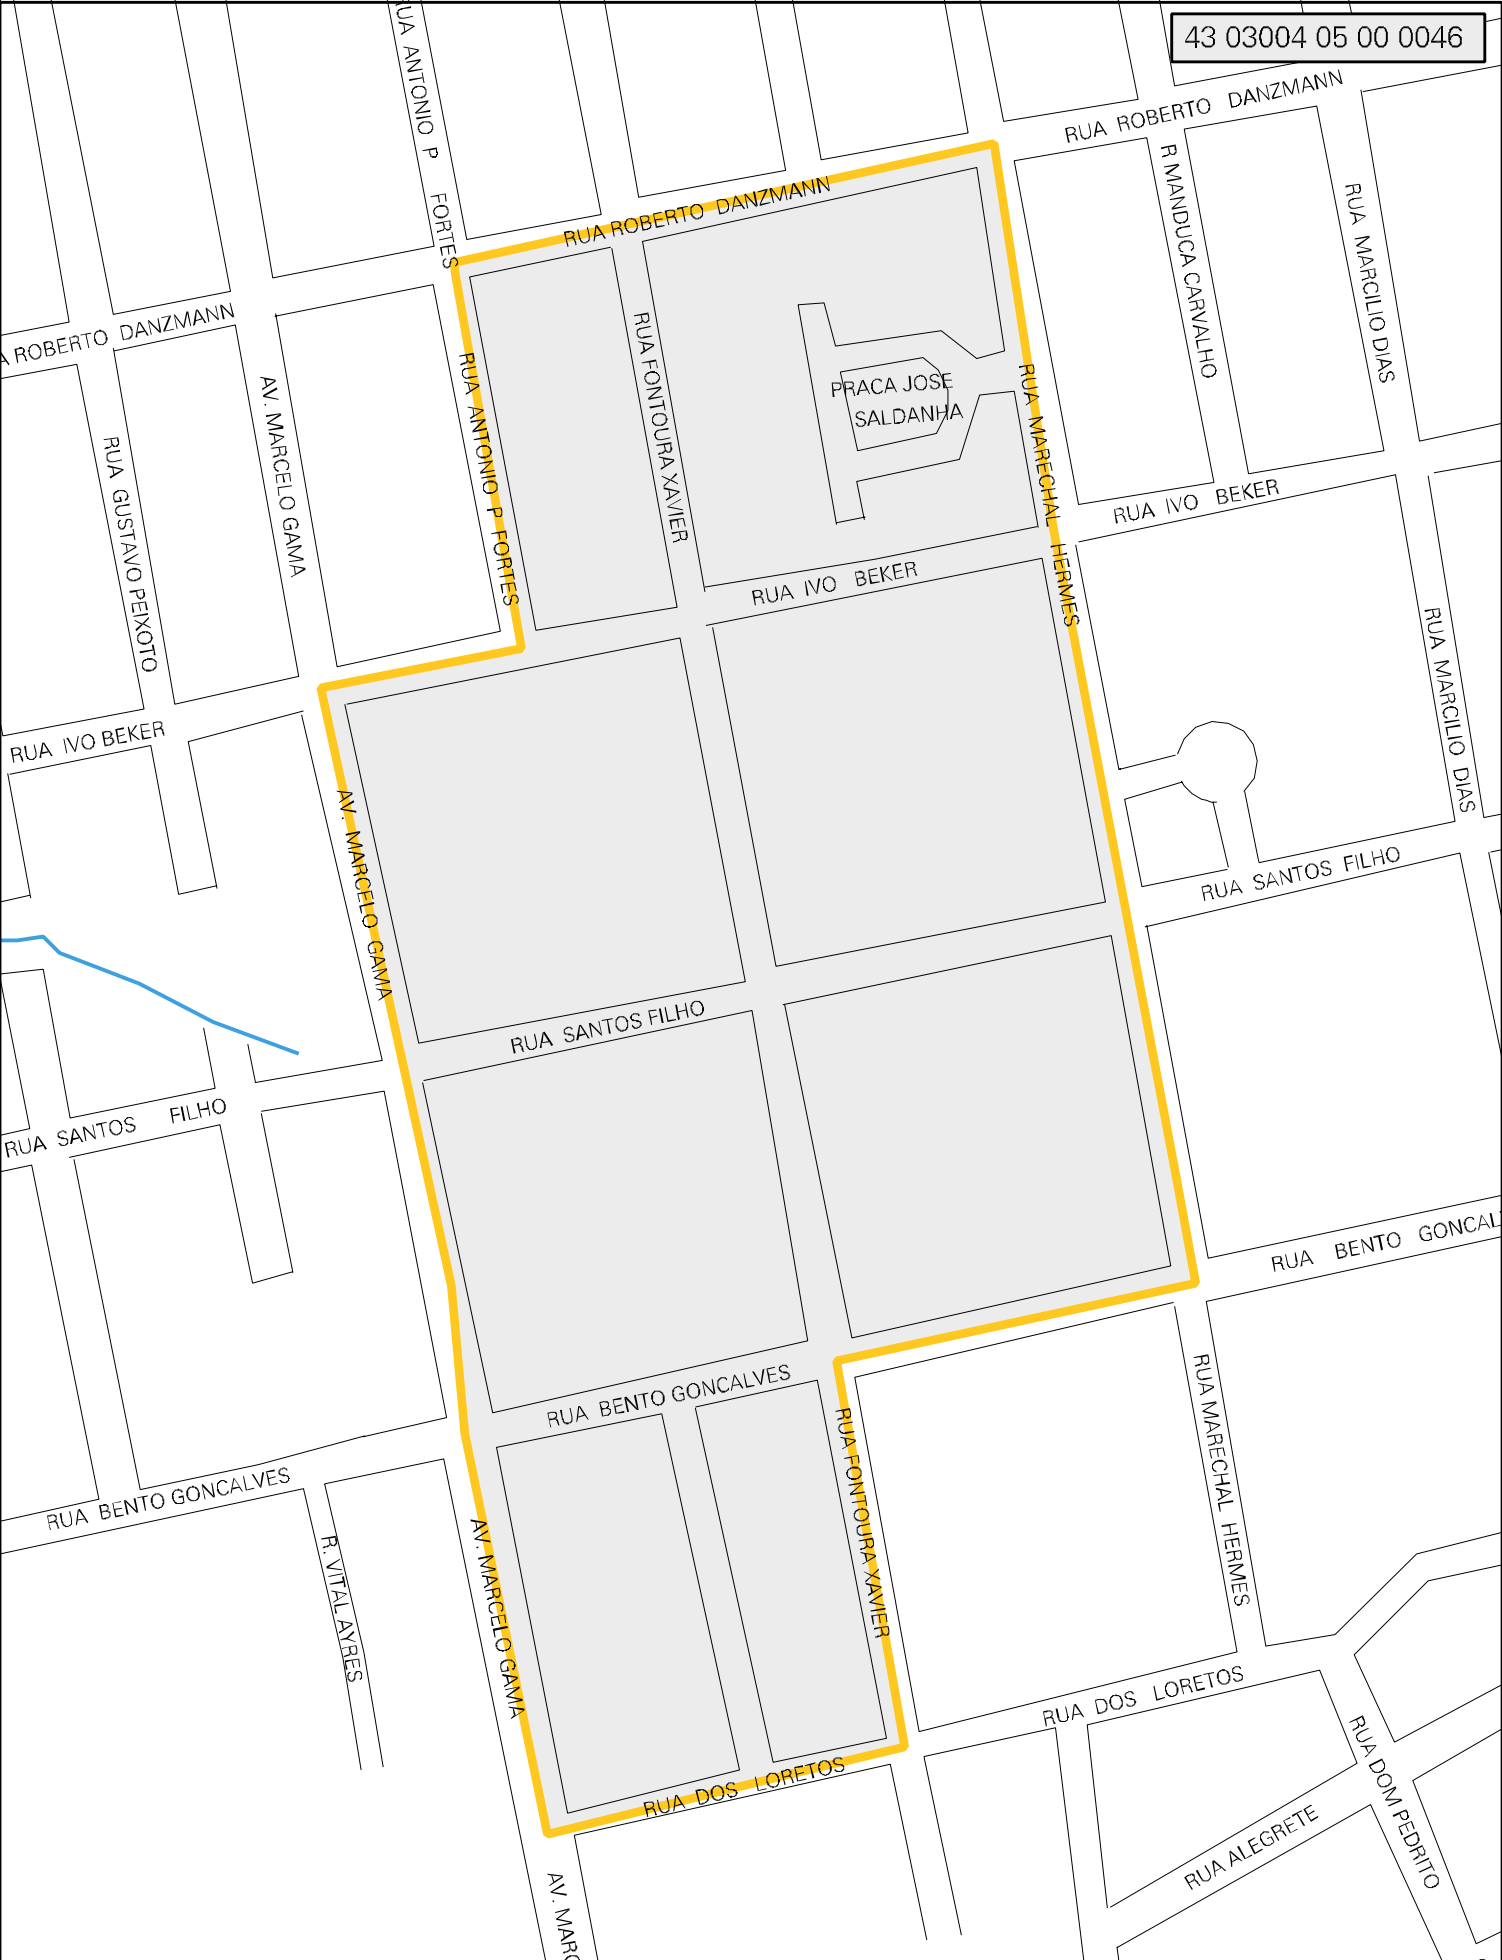 43 03004 05 00 0046
RUA ANTONIO P FORTES
RUA ROBERTO DANZMANN
RUA ROBERTO DANZMANN
R MANDUCA CARVALHO
RUA MARCILIO DIAS
A ROBERTO DANZMANN
RUA FONTOURA XAVIER
RUA ANTONIO P FORTES
AV. MARCELO GAMA
RUA GUSTAVO PEIXOTO
PRACA JOSE
SALDANHA
RUA MARECHAL HERMES
RUA IVO BEKER
RUA IVO BEKER
RUA IVO BEKER
RUA MARCILIO DIAS
AV. MARCELO GAMA
RUA SANTOS FILHO
RUA SANTOS FILHO
RUA SANTOS FILHO
RUA BENTO GONCAL
RUA BENTO GONCALVES
RUA BENTO GONCALVES
RUA MARECHAL HERMES
RUA FONTOURA XAVIER
R. VITAL AYRES
AV. MARCELO GAMA
RUA DOS LORETOS
RUA DOS LORETOS
RUA DOM PEDRITO
RUA ALEGRETE
AV. MARC